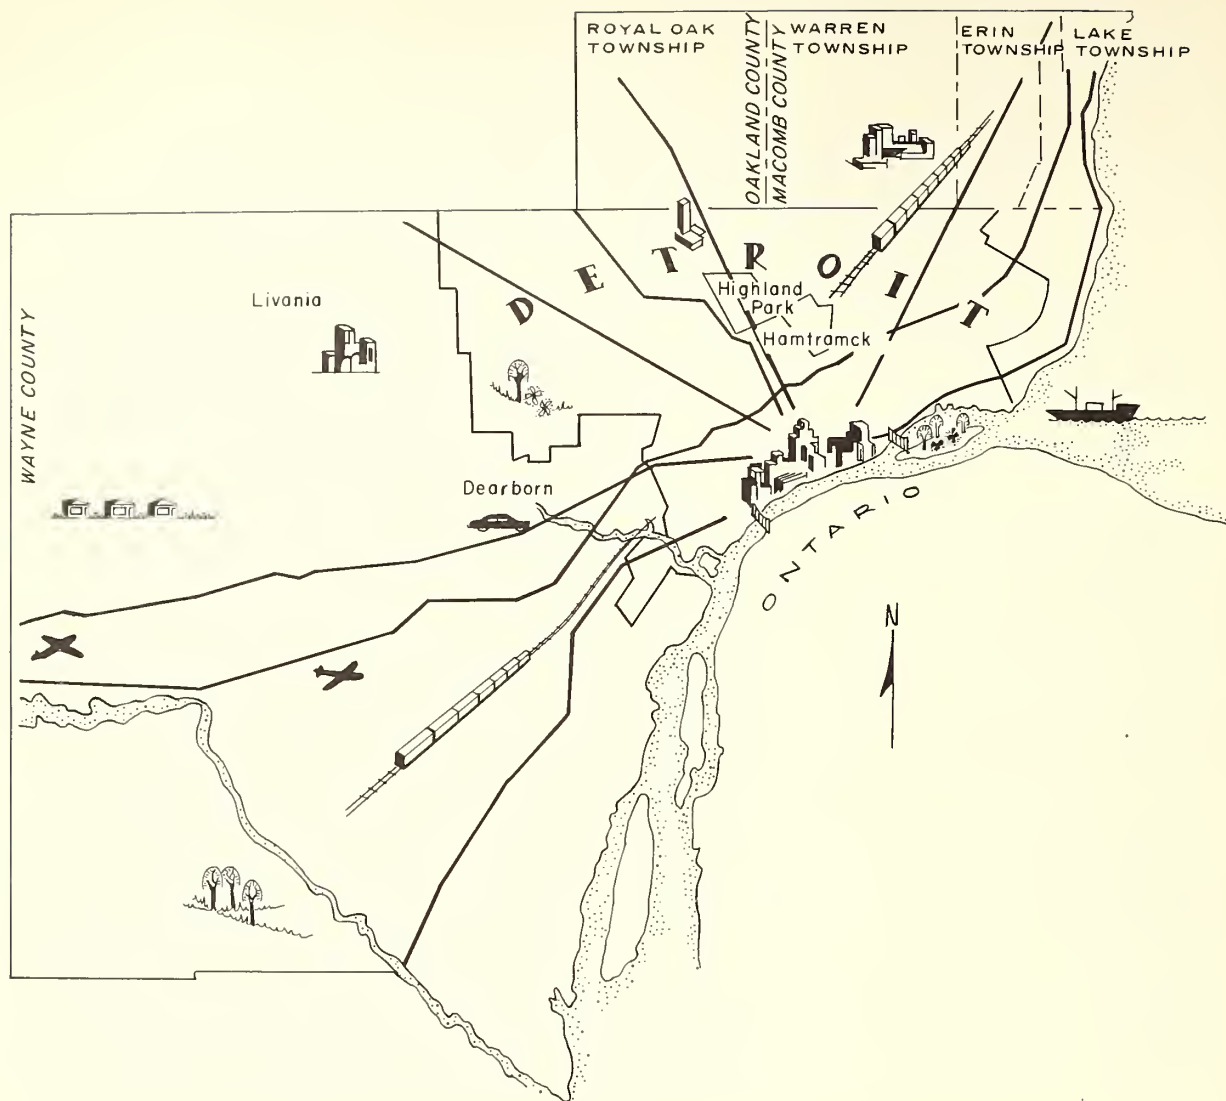 ROYAL OAK
TOWNSHIP
OAKLAND COUNTY
MACOMB COUNTY
WARREN
TOWNSHIP
ERIN
TOWNSHIP
LAKE
TOWNSHIP
WAYNE COUNTY
Livania
DETROIT
Highland
Park
Hamtramck
Dearborn
ONTARIO
N